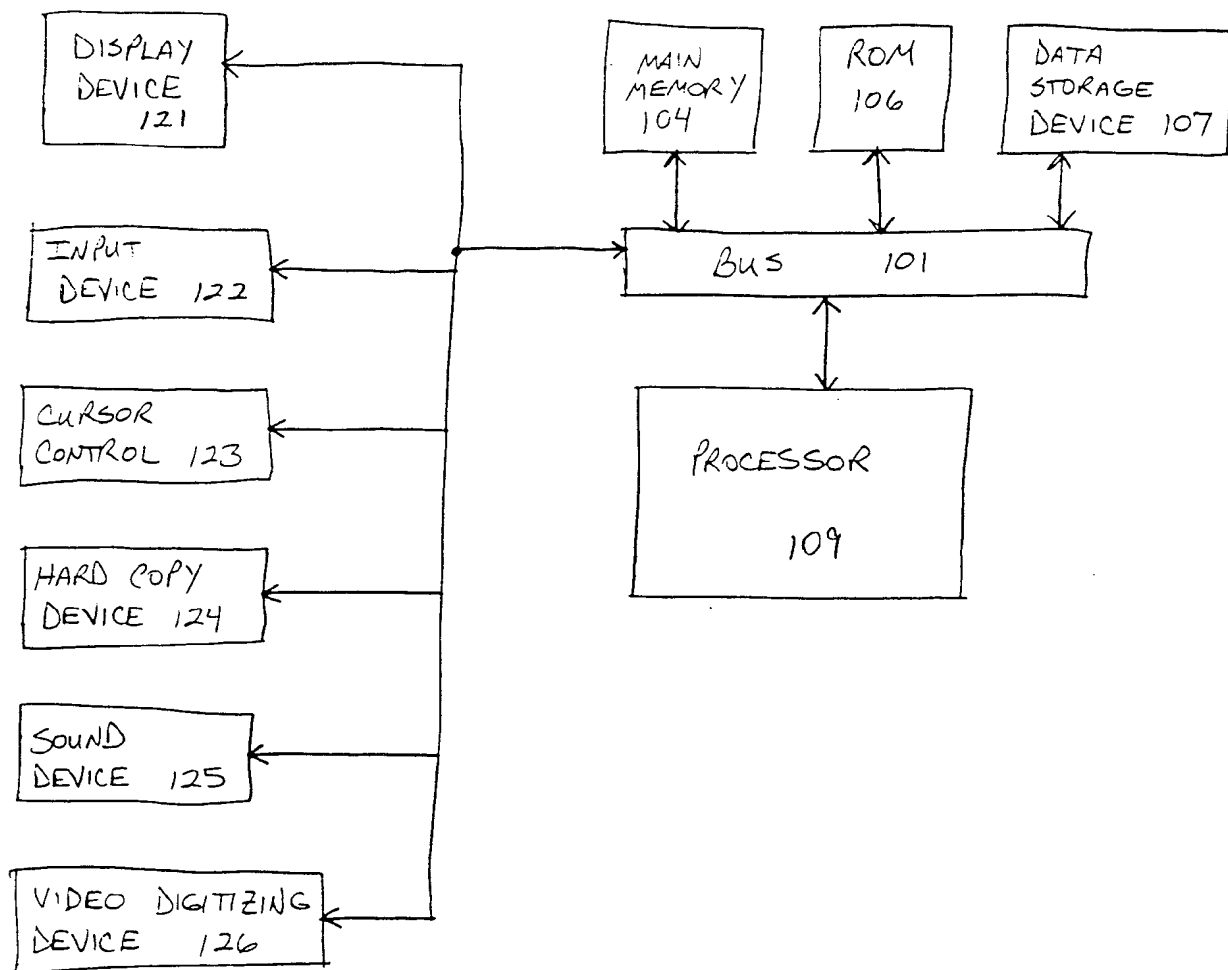 DISPLAY
DEVICE
121
MAIN
MEMORY
104
ROM
106
DATA
STORAGE
DEVICE 107
INPUT
DEVICE 122
BUS 101
CURSOR
CONTROL 123
PROCESSOR
109
HARD COPY
DEVICE 124
SOUND
DEVICE 125
VIDEO DIGITIZING
DEVICE 126